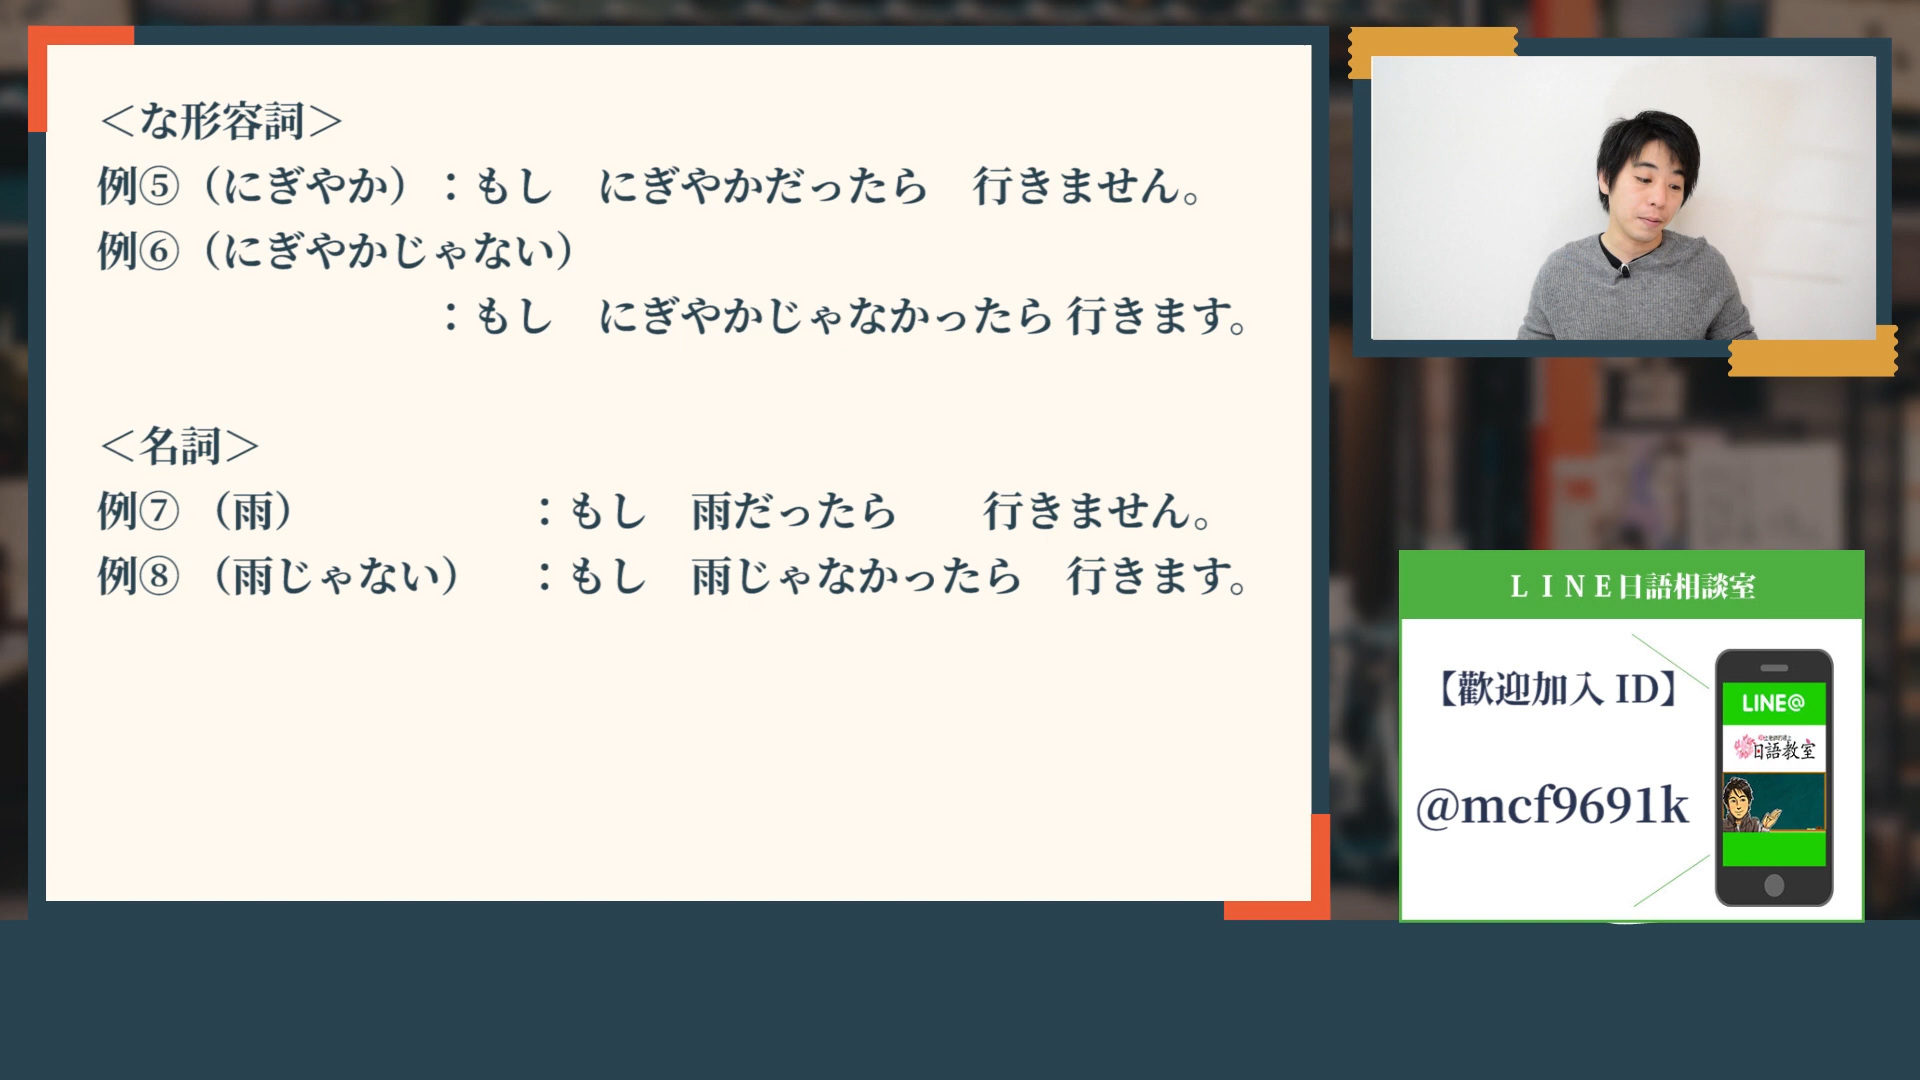 ＜な形容詞＞
例⑤（にぎやか）：もし　にぎやかだったら　行きません。
例⑥（にぎやかじゃない）
：もし　にぎやかじゃなかったら 行きます。
＜名詞＞
例⑦ （雨）　：もし　雨だったら　行きません。
例⑧ （雨じゃない）　：もし　雨じゃなかったら　行きます。
ＬＩＮＥ日語相談室
【歡迎加入 ID】
@mcf9691k
LINE@
日語教室